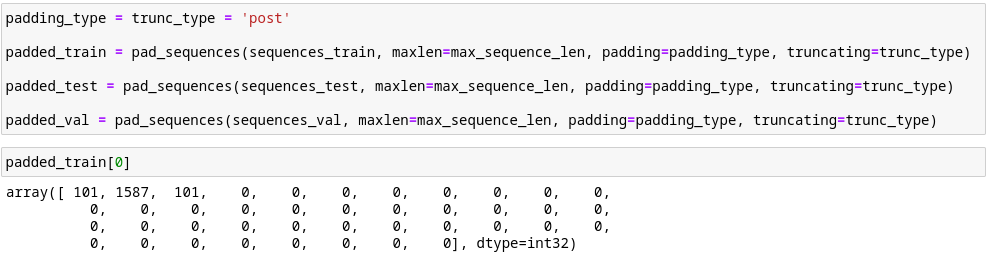 padding_type = trunc_type = 'post'
padded_train = pad_sequences(sequences_train, maxlen=max_sequence_len, padding=padding_type, truncating=trunc_type)
padded_test = pad_sequences(sequences_test, maxlen=max_sequence_len, padding=padding_type, truncating=trunc_type)
padded_val = pad_sequences(sequences_val, maxlen=max_sequence_len, padding=padding_type, truncating=trunc_type)
padded_train[0]
array([ 101, 1587,  101,    0,    0,    0,    0,    0,    0,    0,    0,
          0,    0,    0,    0,    0,    0,    0,    0,    0,    0,    0,
          0,    0,    0,    0,    0,    0,    0,    0,    0,    0,    0,
          0,    0,    0,    0,    0,    0,    0,    0], dtype=int32)